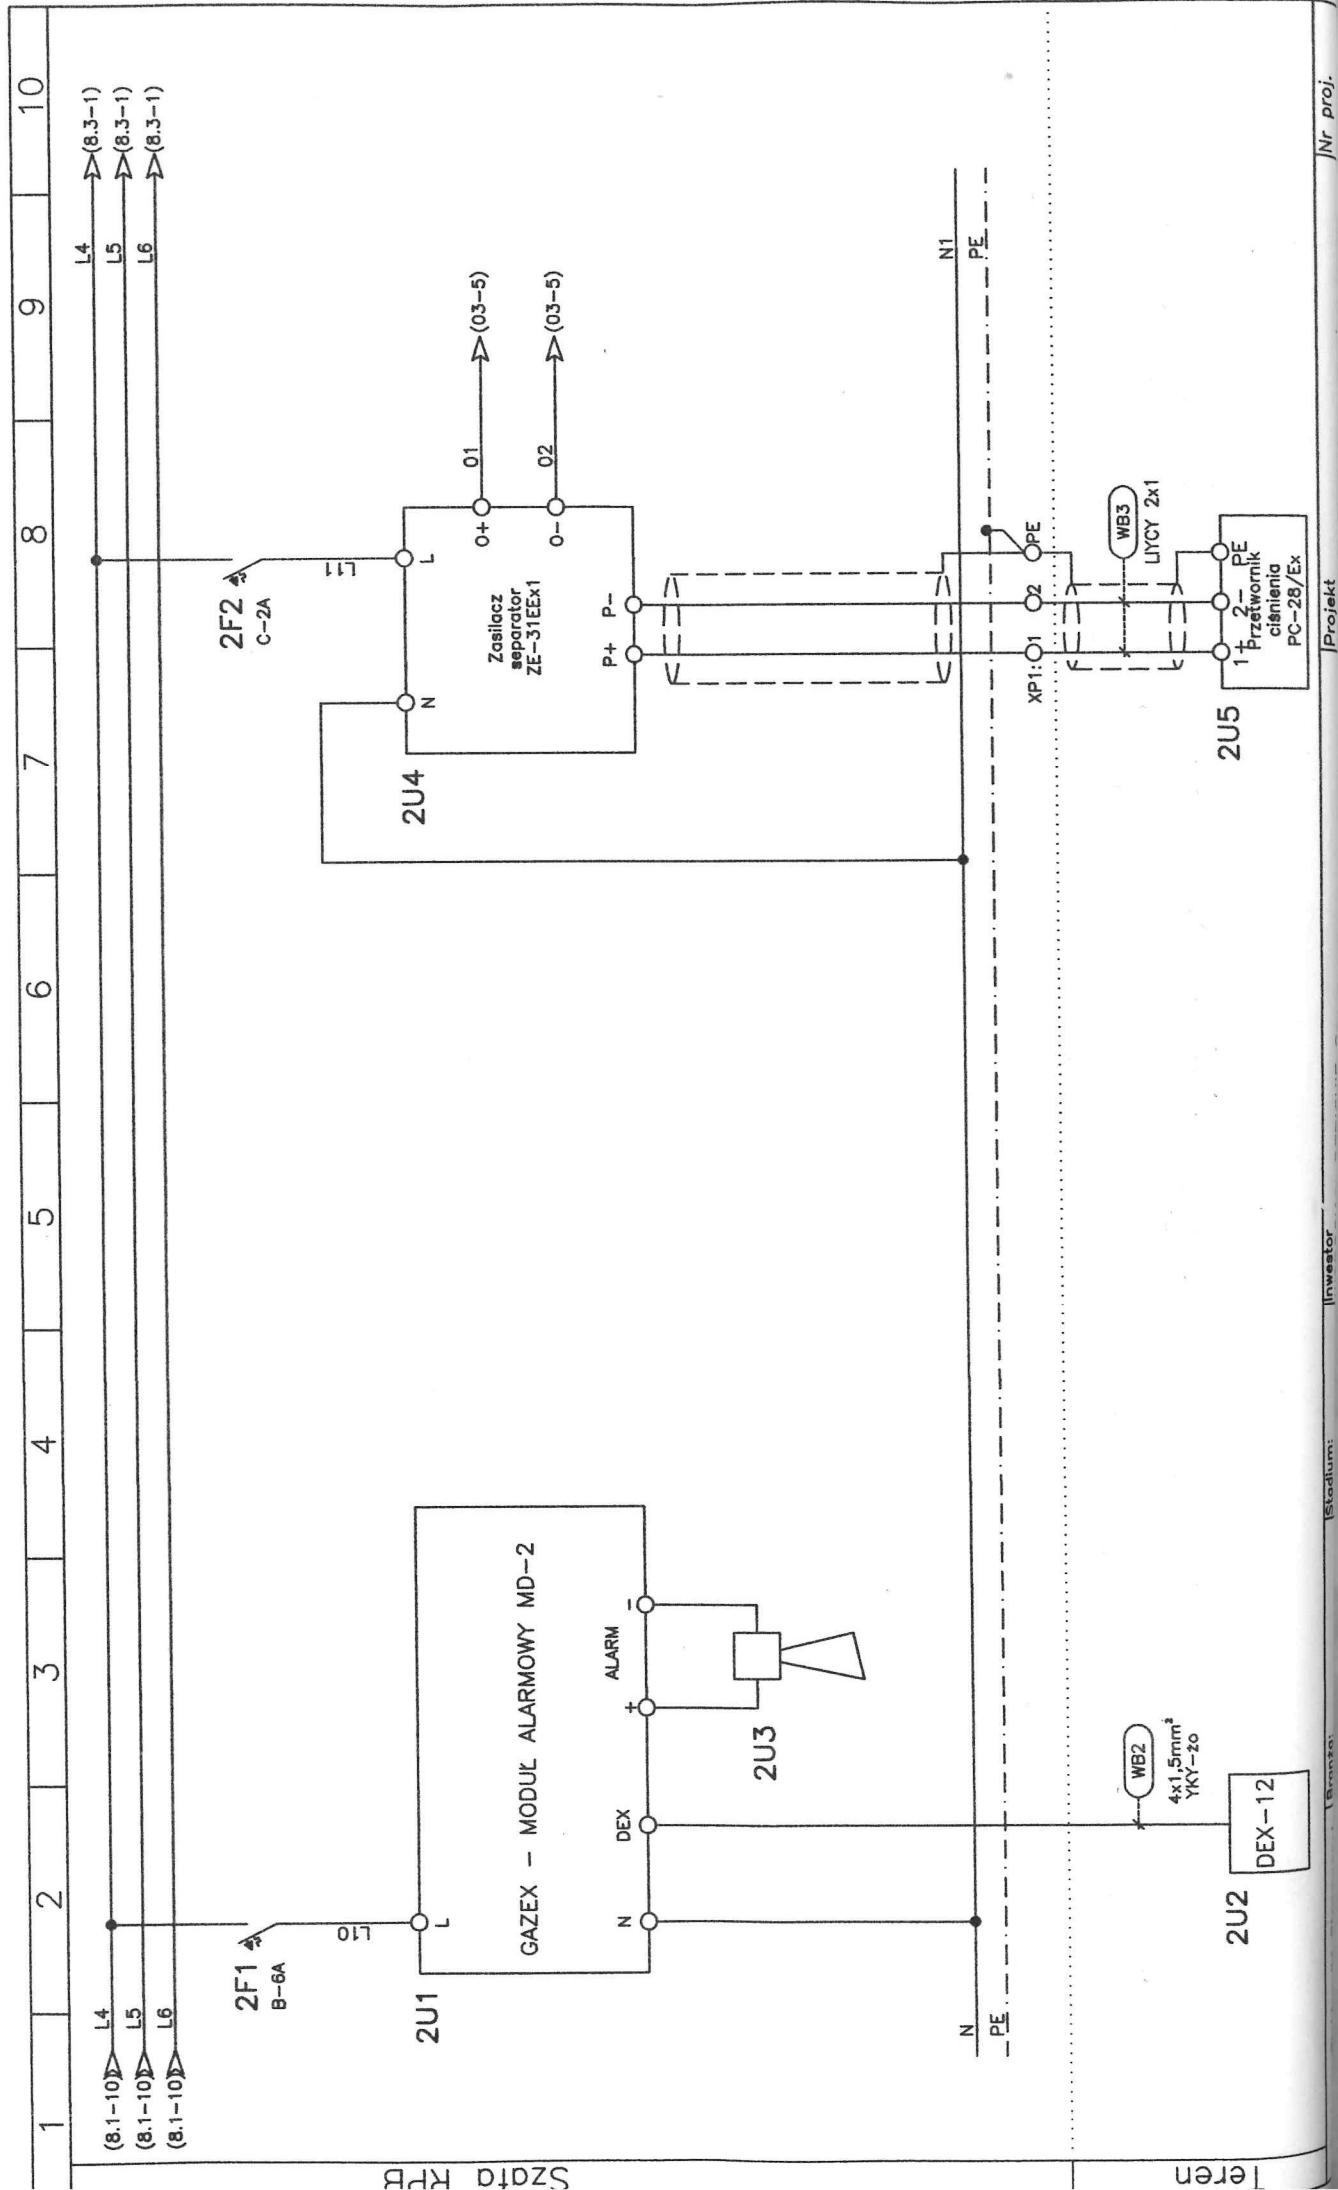 1
2
3
4
5
6
7
8
9
10
(8.1-10) L4
(8.1-10) L5
(8.1-10) L6
L4 (8.3-1)
L5 (8.3-1)
L6 (8.3-1)
2F1
B-6A
L10
2F2
C-2A
L11
2U1
L
GAZEX - MODUŁ ALARMOWY MD-2
N
DEX
+
ALARM
-
2U3
2U4
N
L
Zasilacz
separator
ZE-31EEx1
O+
O-
O1
(03-5)
O2
(03-5)
P+
P-
N
PE
N1
PE
XP1:
1
2
PE
WB2
4x1,5mm²
YKY-żo
2U2
DEX-12
WB3
LIYCY 2x1
2U5
1+
2-
PE
Przetwornik
ciśnienia
PC-28/Ex
Szafa
Teren
Stadium:
Inwestor
Projekt
Nr proj.